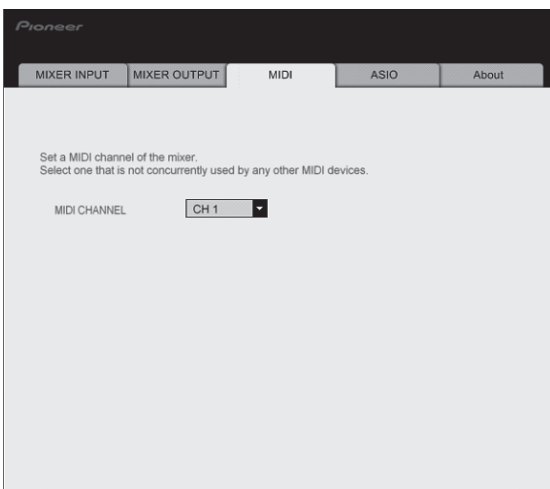 Pioneer
MIXER INPUT MIXER OUTPUT MIDI ASIO About
Set a MIDI channel of the mixer.
Select one that is not concurrently used by any other MIDI devices.
MIDI CHANNEL CH 1